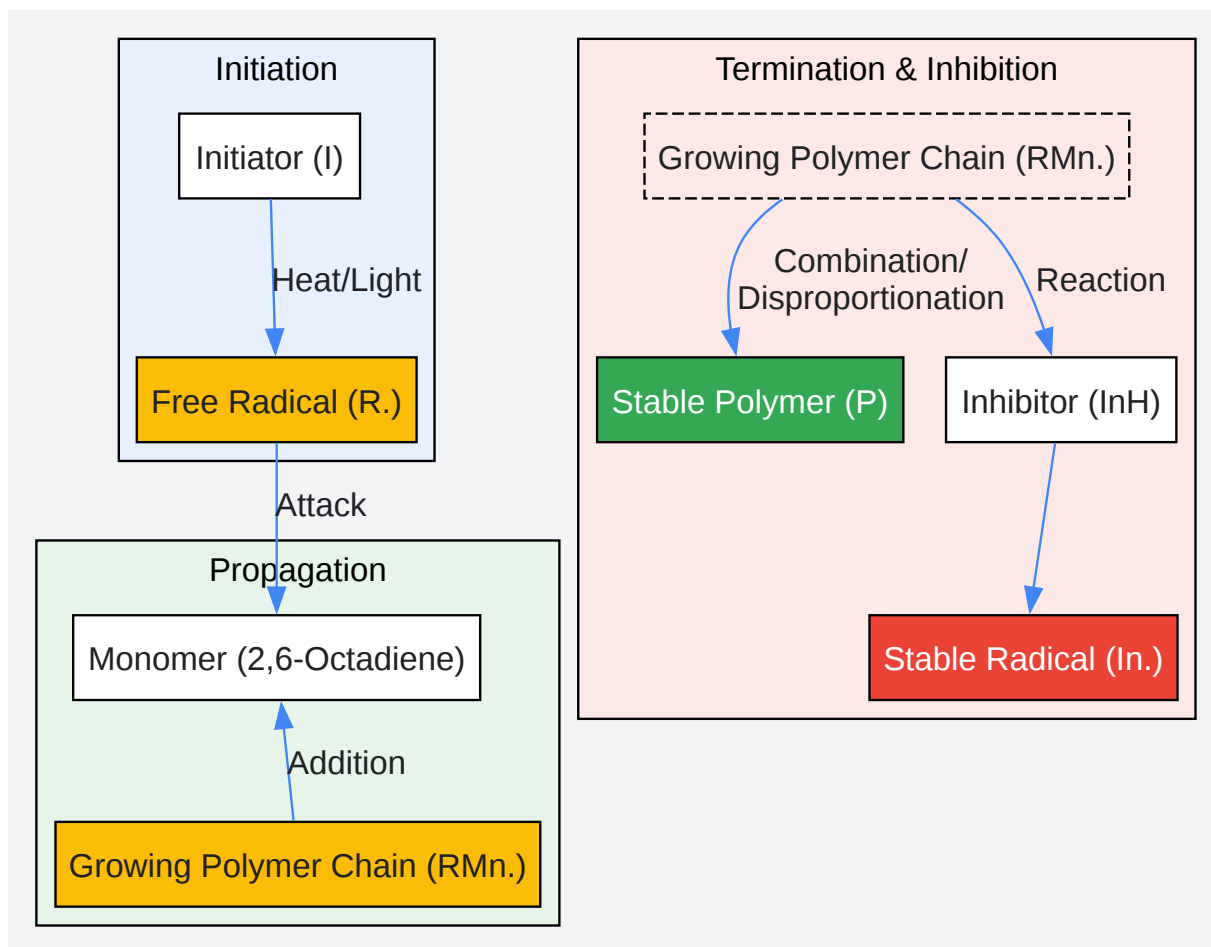 Initiation
Initiator (I)
Heat/Light
Free Radical (R.)
Attack
Propagation
Monomer (2,6-Octadiene)
Addition
Growing Polymer Chain (RMn.)
Termination & Inhibition
Growing Polymer Chain (RMn.)
Combination/
Disproportionation
Reaction
Stable Polymer (P)
Inhibitor (InH)
Stable Radical (In.)